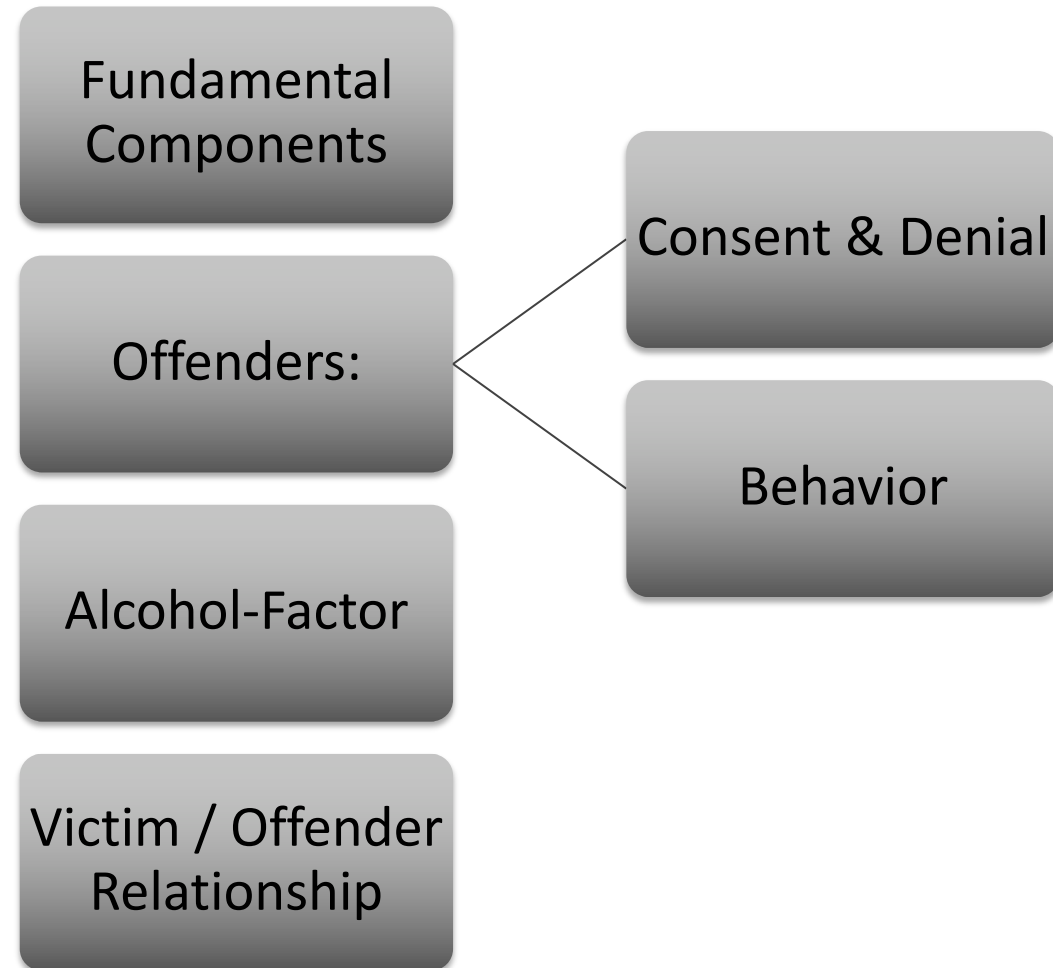 Fundamental
Components
Offenders:
Alcohol-Factor
Victim / Offender
Relationship
Consent & Denial
Behavior